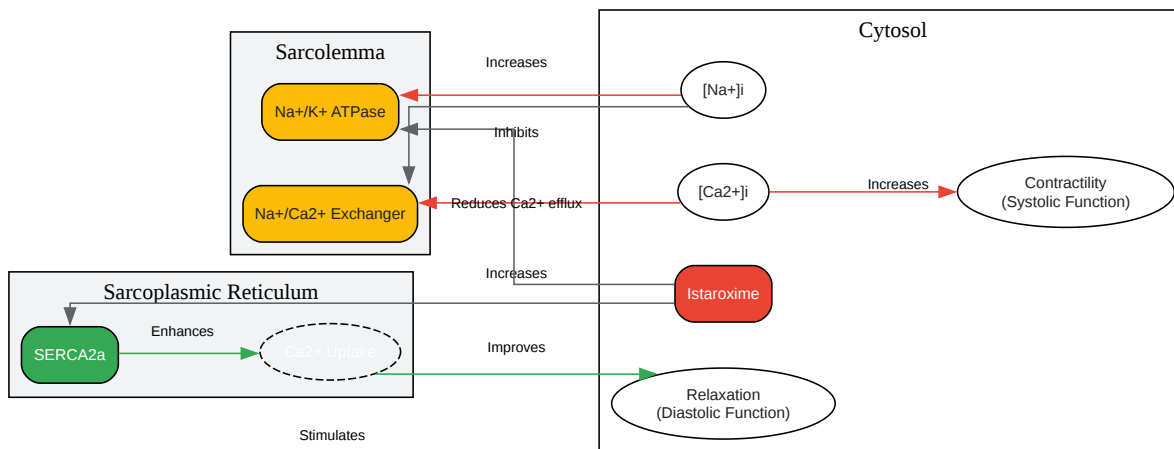 Cytosol
Sarcolemma
Increases
[Na+]i
Na+/K+ ATPase
Inhibits
[Ca2+]i
Increases
Contractility
(Systolic Function)
Na+/Ca2+ Exchanger
Reduces Ca2+ efflux
Increases
Istaroxime
Sarcoplasmic Reticulum
Enhances
SERCA2a
Ca2+ Uptake
Improves
Relaxation
(Diastolic Function)
Stimulates